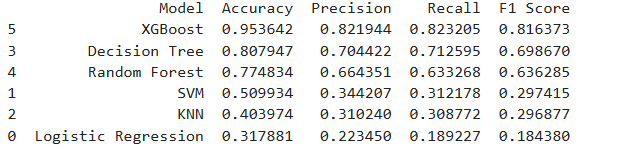 Model Accuracy Precision Recall F1 Score
5 XGBoost 0.953642 0.821944 0.823205 0.816373
3 Decision Tree 0.807947 0.704422 0.712595 0.698670
4 Random Forest 0.774834 0.664351 0.633268 0.636285
1 SVM 0.509934 0.344207 0.312178 0.297415
2 KNN 0.403974 0.310240 0.308772 0.296877
0 Logistic Regression 0.317881 0.223450 0.189227 0.184380